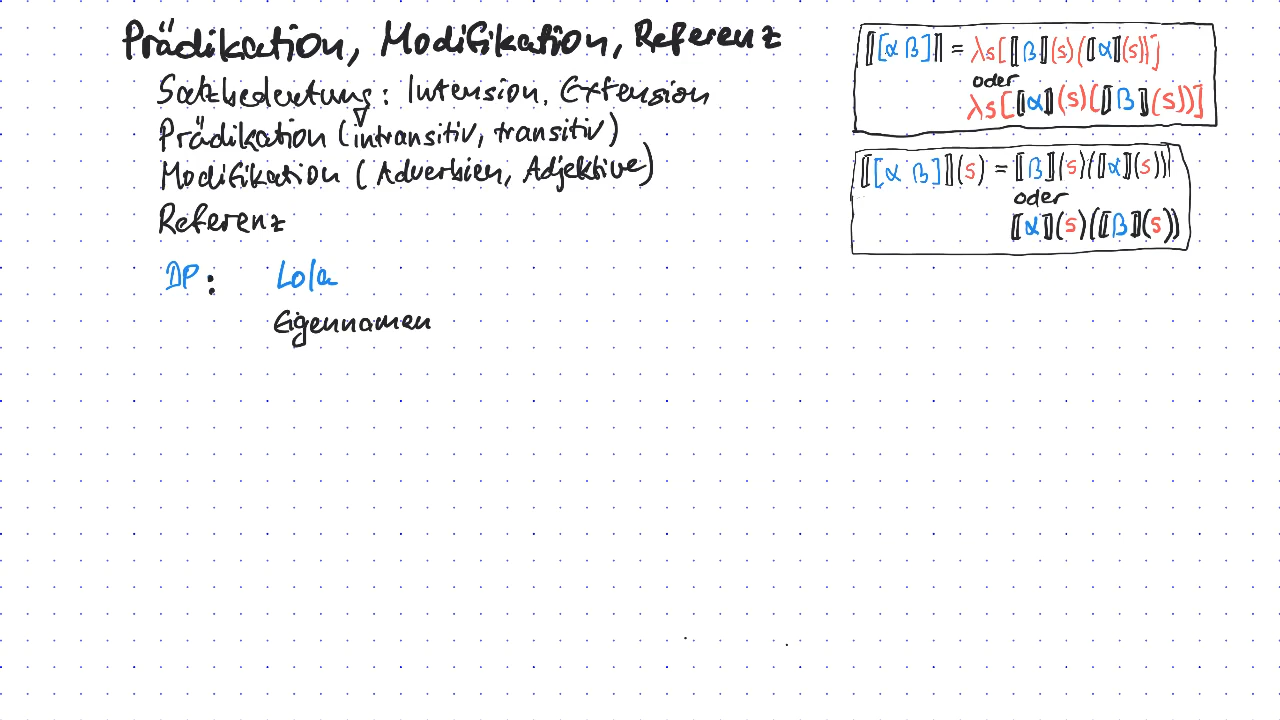 Prädikation, Modifikation, Referenz
Satzbedeutung: Intension, Extension
Prädikation (intransitiv, transitiv)
Modifikation (Adverbien, Adjektive)
Referenz
DP: Lola
Eigennamen
⟦[α β]⟧ = λs[⟦β⟧(s)(⟦α⟧(s))]
oder
λs[⟦α⟧(s)(⟦β⟧(s))]
⟦[α β]⟧(s) = ⟦β⟧(s)(⟦α⟧(s))
oder
⟦α⟧(s)(⟦β⟧(s))